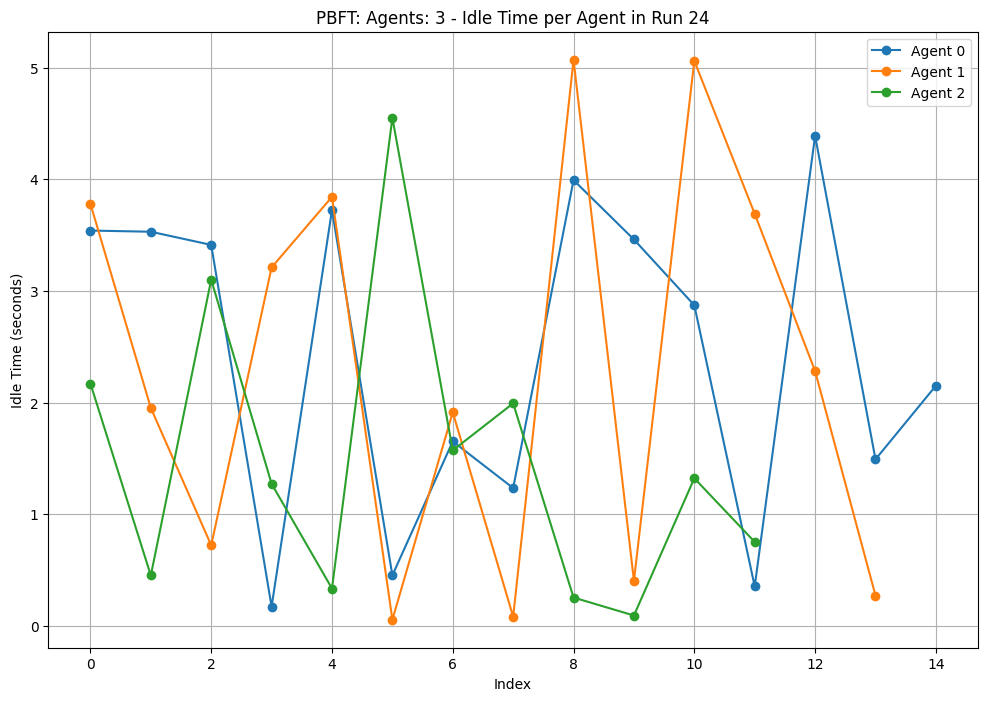 PBFT: Agents: 3 - Idle Time per Agent in Run 24
Agent 0
Agent 1
Agent 2
Idle Time (seconds)
5
4
3
2
1
0
0 2 4 6 8 10 12 14
Index